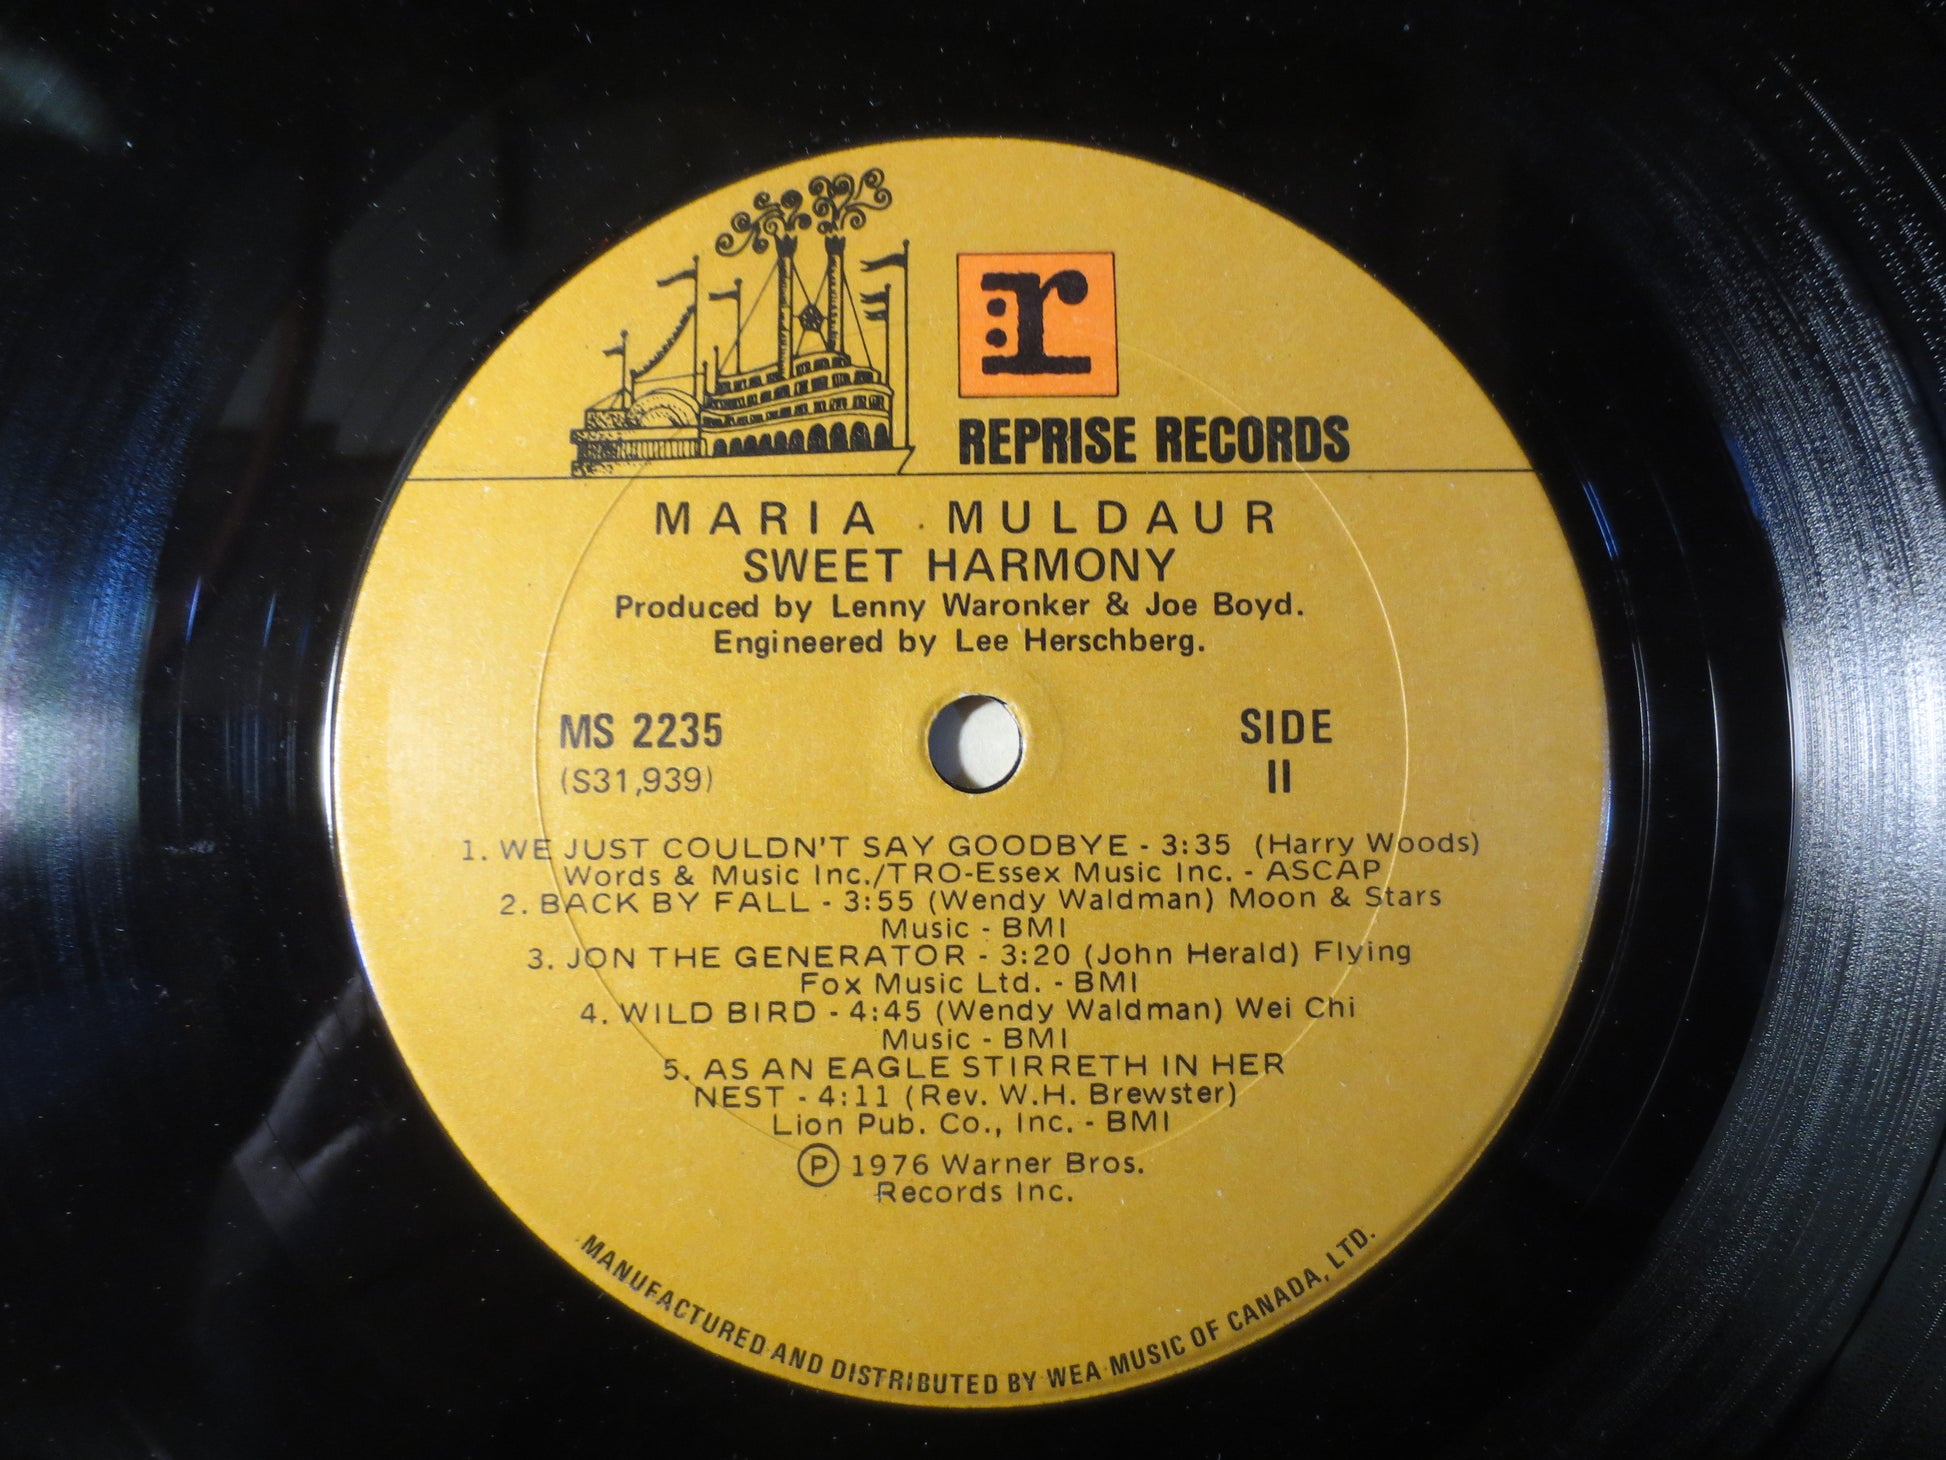 r
REPRISE RECORDS
MARIA MULDAUR
SWEET HARMONY
Produced by Lenny Waronker & Joe Boyd.
Engineered by Lee Herschberg.
MS 2235
(S31,939)
SIDE
II
1. WE JUST COULDN'T SAY GOODBYE - 3:35 (Harry Woods)
Words & Music Inc./TRO-Essex Music Inc. - ASCAP
2. BACK BY FALL - 3:55 (Wendy Waldman) Moon & Stars
Music - BMI
3. JON THE GENERATOR - 3:20 (John Herald) Flying
Fox Music Ltd. - BMI
4. WILD BIRD - 4:45 (Wendy Waldman) Wei Chi
Music - BMI
5. AS AN EAGLE STIRRETH IN HER
NEST - 4:11 (Rev. W.H. Brewster)
Lion Pub. Co., Inc. - BMI
Ⓟ 1976 Warner Bros.
Records Inc.
MANUFACTURED AND DISTRIBUTED BY WEA MUSIC OF CANADA, LTD.